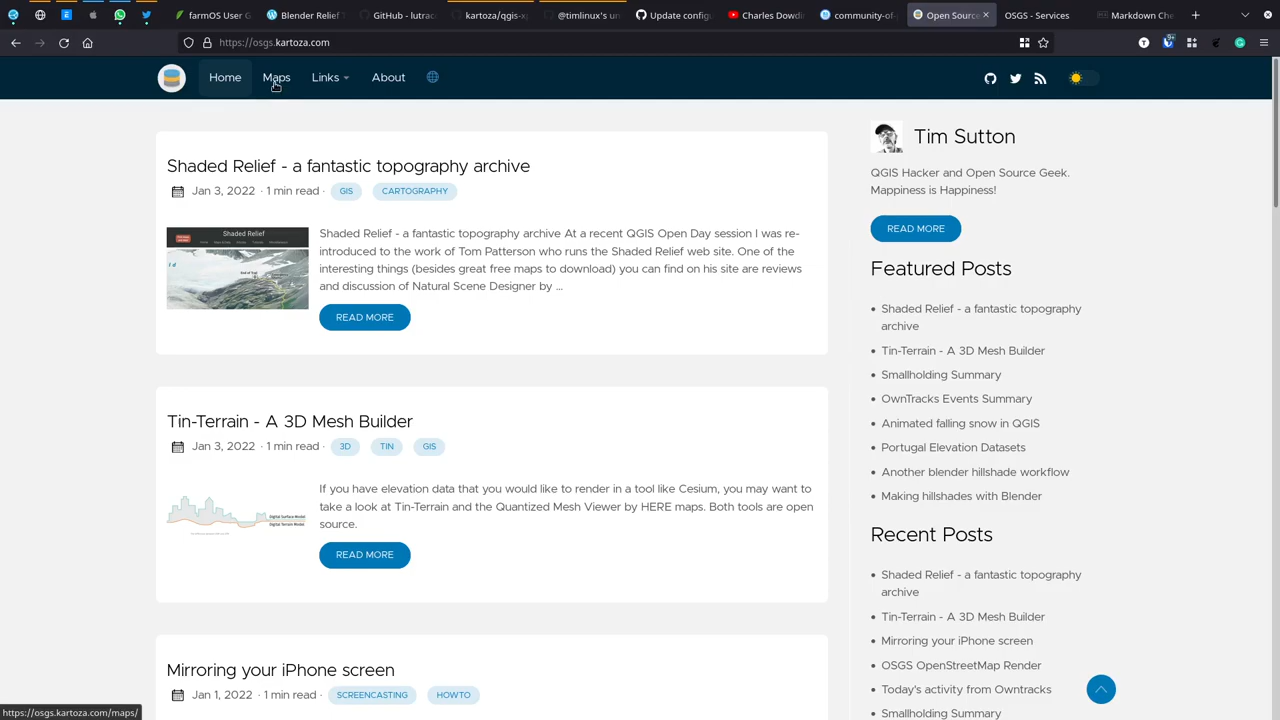 farmOS User G
Blender Relief
GitHub - lutrac
kartoza/qgis-xp
@timlinux's un
Update config
Charles Dowdi
community-of-
Open Source
OSGS - Services
Markdown Che
https://osgs.kartoza.com
Home
Maps
Links
About
Shaded Relief - a fantastic topography archive
Jan 3, 2022 · 1 min read · GIS CARTOGRAPHY
Shaded Relief
Shaded Relief - a fantastic topography archive At a recent QGIS Open Day session I was re-
introduced to the work of Tom Patterson who runs the Shaded Relief web site. One of the
interesting things (besides great free maps to download) you can find on his site are reviews
and discussion of Natural Scene Designer by ...
READ MORE
Tin-Terrain - A 3D Mesh Builder
Jan 3, 2022 · 1 min read · 3D TIN GIS
Digital Surface Model
Digital Terrain Model
If you have elevation data that you would like to render in a tool like Cesium, you may want to
take a look at Tin-Terrain and the Quantized Mesh Viewer by HERE maps. Both tools are open
source.
READ MORE
Mirroring your iPhone screen
Jan 1, 2022 · 1 min read · SCREENCASTING HOWTO
Tim Sutton
QGIS Hacker and Open Source Geek.
Mappiness is Happiness!
READ MORE
Featured Posts
Shaded Relief - a fantastic topography
archive
Tin-Terrain - A 3D Mesh Builder
Smallholding Summary
OwnTracks Events Summary
Animated falling snow in QGIS
Portugal Elevation Datasets
Another blender hillshade workflow
Making hillshades with Blender
Recent Posts
Shaded Relief - a fantastic topography
archive
Tin-Terrain - A 3D Mesh Builder
Mirroring your iPhone screen
OSGS OpenStreetMap Render
Today's activity from Owntracks
Smallholding Summary
https://osgs.kartoza.com/maps/